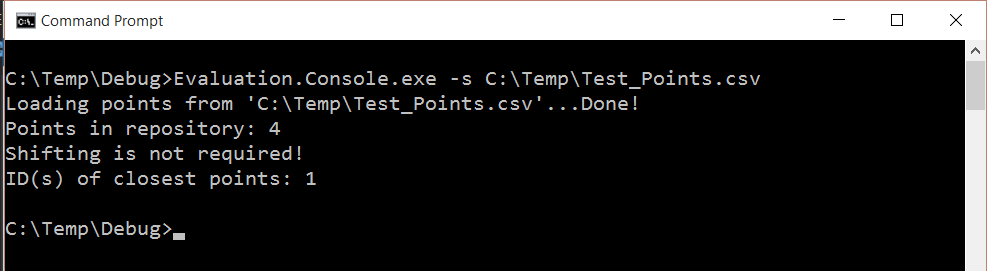 Command Prompt
C:\Temp\Debug>Evaluation.Console.exe -s C:\Temp\Test_Points.csv
Loading points from 'C:\Temp\Test_Points.csv'...Done!
Points in repository: 4
Shifting is not required!
ID(s) of closest points: 1
C:\Temp\Debug>